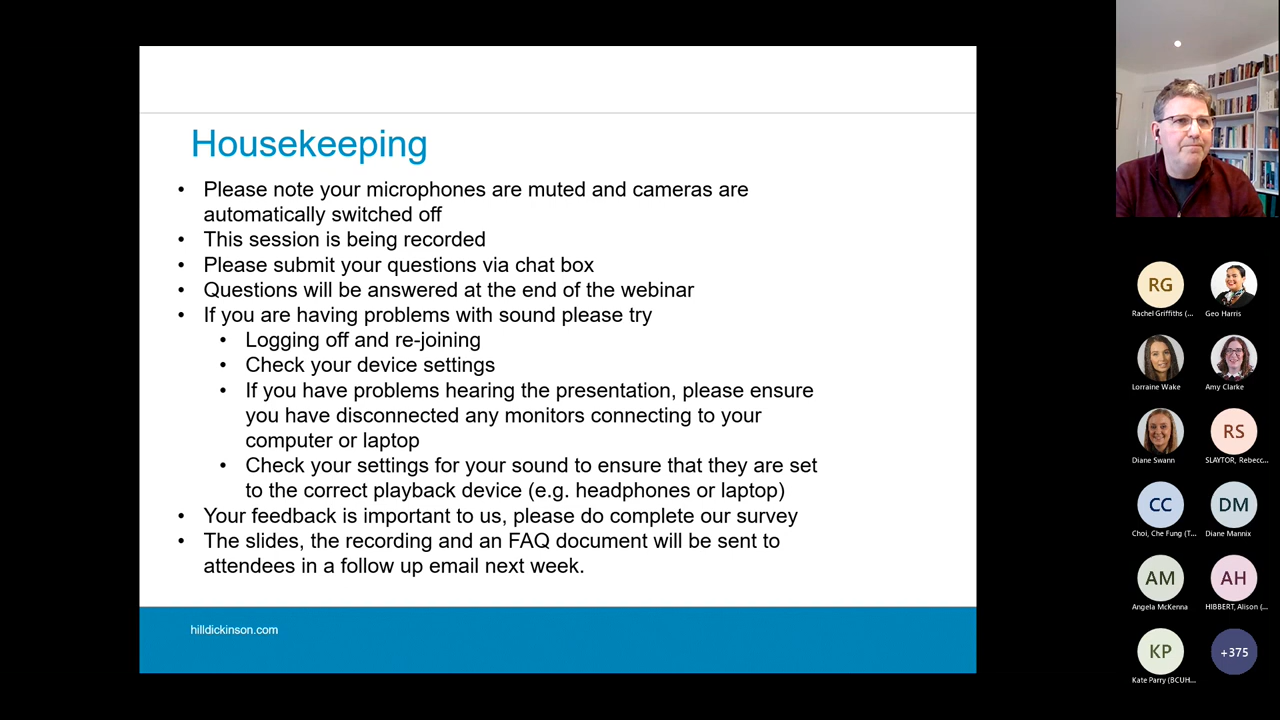 Housekeeping
• Please note your microphones are muted and cameras are
automatically switched off
• This session is being recorded
• Please submit your questions via chat box
• Questions will be answered at the end of the webinar
• If you are having problems with sound please try
• Logging off and re-joining
• Check your device settings
• If you have problems hearing the presentation, please ensure
you have disconnected any monitors connecting to your
computer or laptop
• Check your settings for your sound to ensure that they are set
to the correct playback device (e.g. headphones or laptop)
• Your feedback is important to us, please do complete our survey
• The slides, the recording and an FAQ document will be sent to
attendees in a follow up email next week.
hilldickinson.com
RG
Rachel Griffiths (...
Geo Harris
Lorraine Wake
Amy Clarke
Diane Swann
RS
SLAYTOR, Rebecc...
CC
Choi, Che Fung (T...
DM
Diane Mannix
AM
Angela McKenna
AH
HIBBERT, Alison (...
KP
Kate Parry (BCUH...
+375